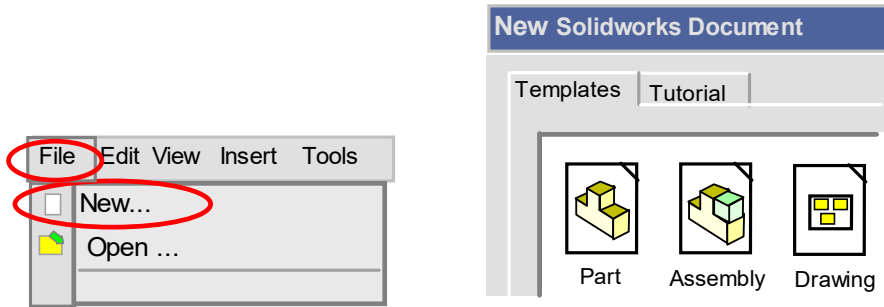 New Solidworks Document
Templates Tutorial
File Edit View Insert Tools
New...
Open ...
Part Assembly Drawing